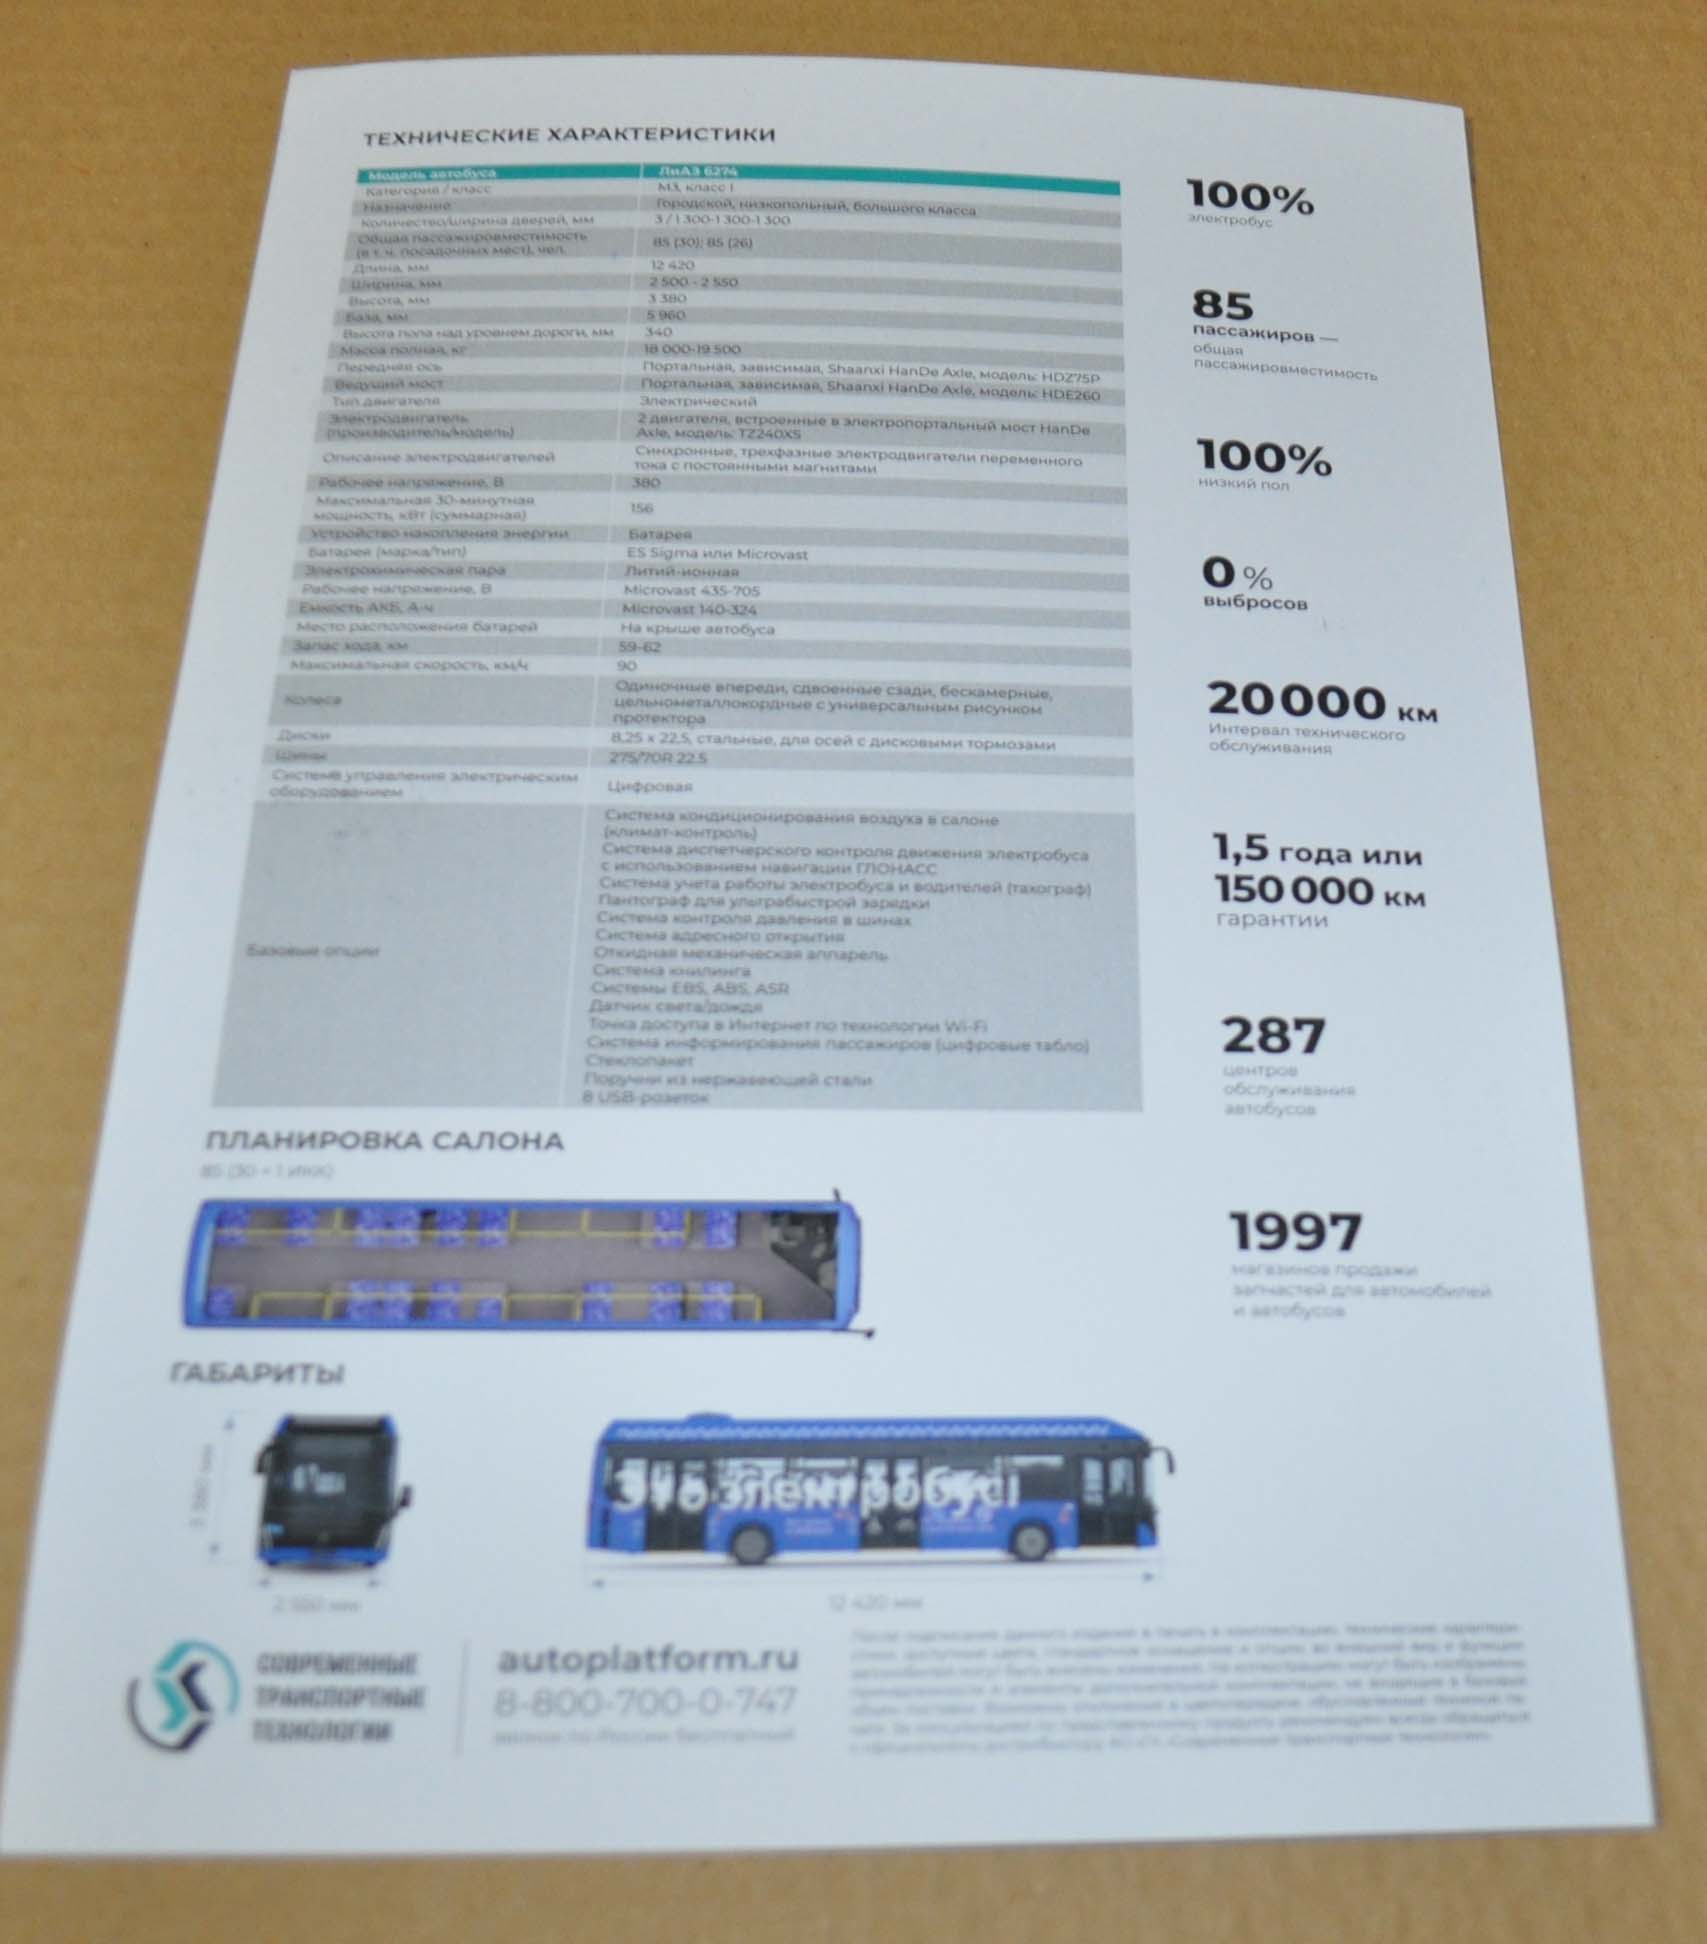 ТЕХНИЧЕСКИЕ ХАРАКТЕРИСТИКИ
Модель автобуса ЛиАЗ 6274
Категория / класс М3, класс I
Назначение Городской, низкопольный, большого класса
Количество/ширина дверей, мм 3 / 1 300-1 300-1 300
Общая пассажировместимость
(в т. ч. посадочных мест), чел. 85 (30); 85 (26)
Длина, мм 12 420
Ширина, мм 2 500 - 2 550
Высота, мм 3 380
База, мм 5 960
Высота пола над уровнем дороги, мм 340
Масса полная, кг 18 000-19 500
Передняя ось Портальная, зависимая, Shaanxi HanDe Axle, модель: HDZ75P
Ведущий мост Портальная, зависимая, Shaanxi HanDe Axle, модель: HDE260
Тип двигателя Электрический
Электродвигатель
(производитель/модель) 2 двигателя, встроенные в электропортальный мост HanDe
Axle, модель: TZ240XS
Описание электродвигателей Синхронные, трехфазные электродвигатели переменного
тока с постоянными магнитами
Рабочее напряжение, В 380
Максимальная 30-минутная
мощность, кВт (суммарная) 156
Устройство накопления энергии Батарея
Батарея (марка/тип) ES Sigma или Microvast
Электрохимическая пара Литий-ионная
Рабочее напряжение, В Microvast 435-705
Емкость АКБ, А·ч Microvast 140-324
Место расположения батарей На крыше автобуса
Запас хода, км 59-62
Максимальная скорость, км/ч 90
Колеса Одиночные впереди, сдвоенные сзади, бескамерные,
цельнометаллокордные с универсальным рисунком
протектора
Диски 8,25 x 22,5, стальные, для осей с дисковыми тормозами
Шины 275/70R 22.5
Система управления электрическим
оборудованием Цифровая
Базовые опции
Система кондиционирования воздуха в салоне
(климат-контроль)
Система диспетчерского контроля движения электробуса
с использованием навигации ГЛОНАСС
Система учета работы электробуса и водителей (тахограф)
Пантограф для ультрабыстрой зарядки
Система контроля давления в шинах
Система адресного открытия
Откидная механическая аппарель
Система книлинга
Системы EBS, ABS, ASR
Датчик света/дождя
Точка доступа в Интернет по технологии Wi-Fi
Система информирования пассажиров (цифровые табло)
Стеклопакет
Поручни из нержавеющей стали
8 USB-розеток
100%
электробус
85
пассажиров —
общая
пассажировместимость
100%
низкий пол
0 %
выбросов
20 000 км
Интервал технического
обслуживания
1,5 года или
150 000 км
гарантии
287
центров
обслуживания
автобусов
1997
магазинов продажи
запчастей для автомобилей
и автобусов
ПЛАНИРОВКА САЛОНА
85 (30 + 1 инк)
ГАБАРИТЫ
3 380 мм
2 550 мм
Это электробус!
12 420 мм
СОВРЕМЕННЫЕ
ТРАНСПОРТНЫЕ
ТЕХНОЛОГИИ
autoplatform.ru
8-800-700-0-747
звонок по России бесплатный